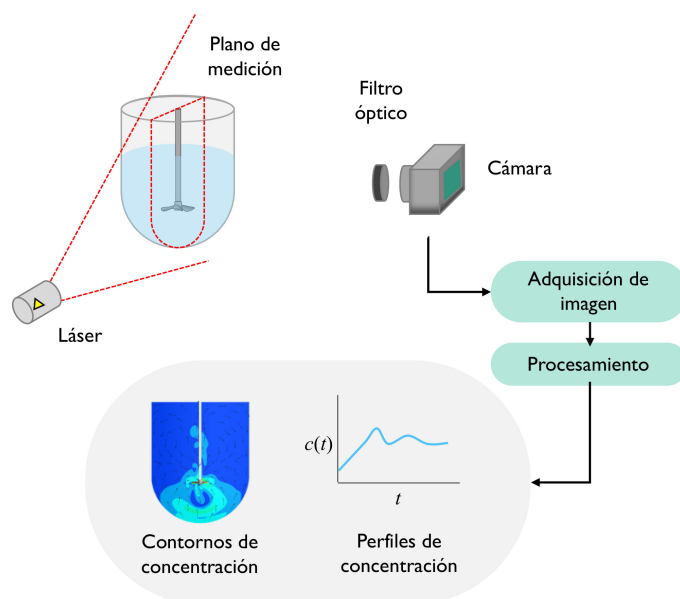 Plano de
medición
Filtro
óptico
Cámara
Láser
Adquisición de
imagen
Procesamiento
c(t)
t
Contornos de
concentración
Perfiles de
concentración